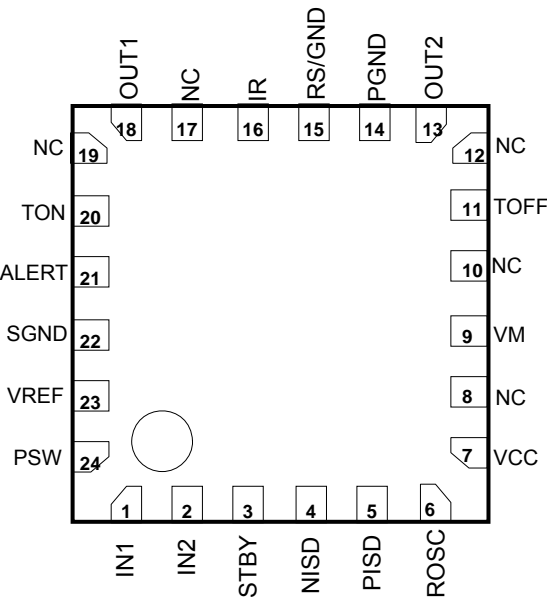 OUT1
NC
IR
RS/GND
PGND
OUT2
18
17
16
15
14
13
NC 19
12 NC
TON 20
11 TOFF
ALERT 21
10 NC
SGND 22
9 VM
VREF 23
8 NC
PSW 24
7 VCC
1
2
3
4
5
6
IN1
IN2
STBY
NISD
PISD
ROSC